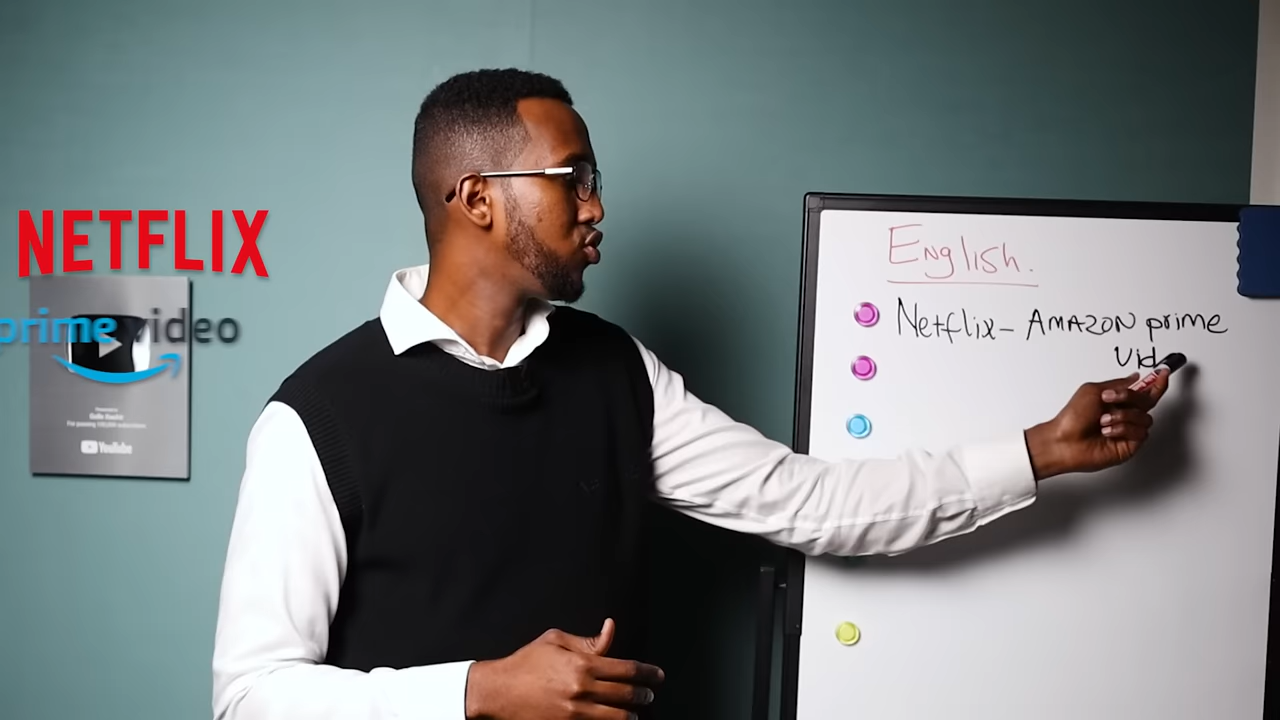 NETFLIX
prime video
YouTube
English.
Netflix – AMAZON prime
Vid